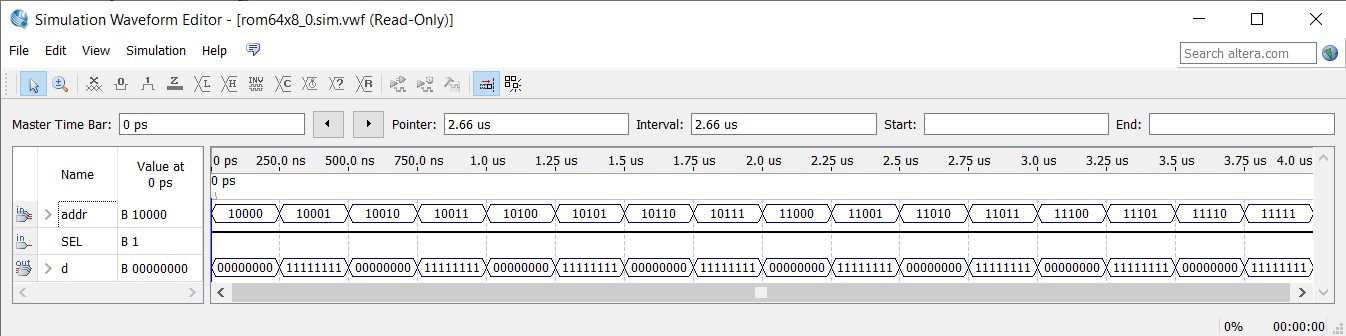 Simulation Waveform Editor - [rom64x8_0.sim.vwf (Read-Only)]
File Edit View Simulation Help
Search altera.com
Master Time Bar: 0 ps Pointer: 2.66 us Interval: 2.66 us Start: End:
Name Value at 0 ps
0 ps 250.0 ns 500.0 ns 750.0 ns 1.0 us 1.25 us 1.5 us 1.75 us 2.0 us 2.25 us 2.5 us 2.75 us 3.0 us 3.25 us 3.5 us 3.75 us 4.0 us
0 ps
in addr B 10000 10000 10001 10010 10011 10100 10101 10110 10111 11000 11001 11010 11011 11100 11101 11110 11111
in SEL B 1
out d B 00000000 00000000 11111111 00000000 11111111 00000000 11111111 00000000 11111111 00000000 11111111 00000000 11111111 00000000 11111111 00000000 11111111
0% 00:00:00